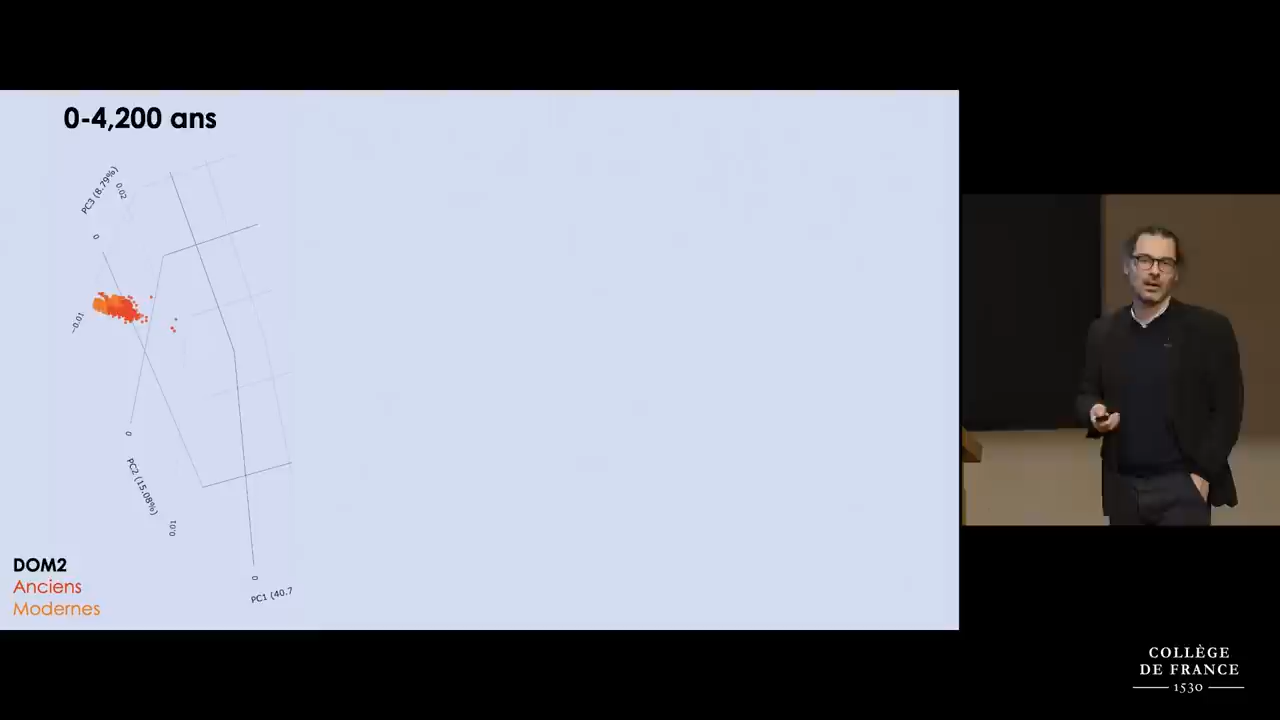 0-4,200 ans
PC3 (8.79%)
0.02
0
−0.01
0
PC2 (15.08%)
0.01
0
PC1 (40.7
DOM2
Anciens
Modernes
COLLÈGE
DE FRANCE
1530